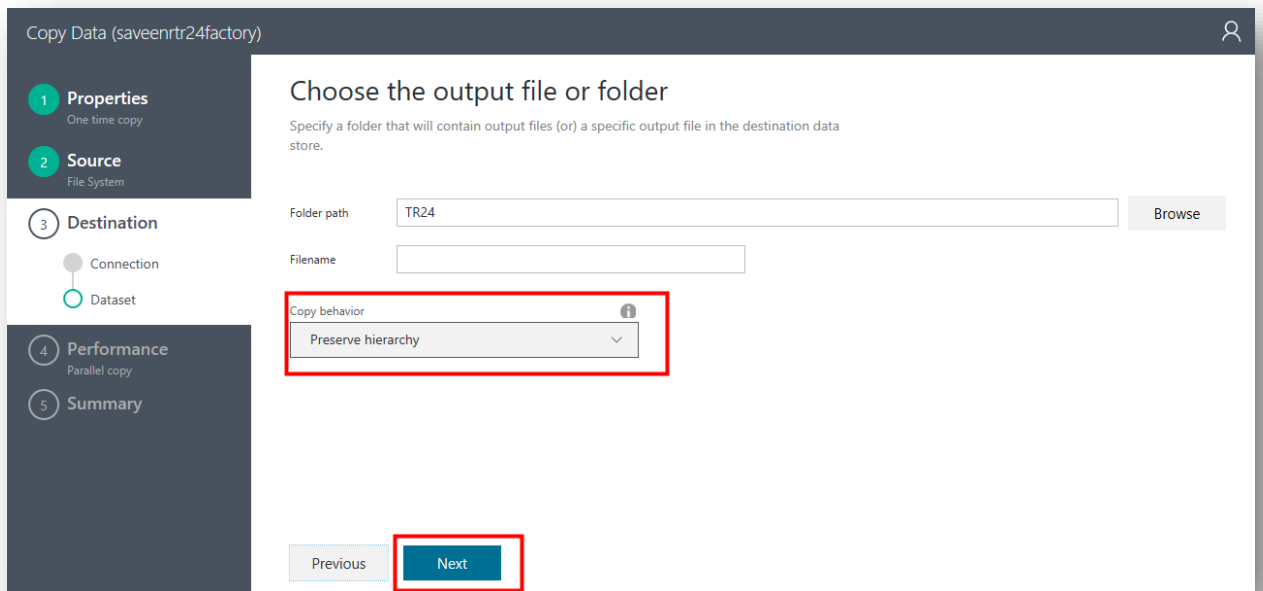 Copy Data (saveenrtr24factory)
1 Properties
One time copy
2 Source
File System
3 Destination
Connection
Dataset
4 Performance
Parallel copy
5 Summary
Choose the output file or folder
Specify a folder that will contain output files (or) a specific output file in the destination data
store.
Folder path TR24 Browse
Filename
Copy behavior
Preserve hierarchy
Previous Next